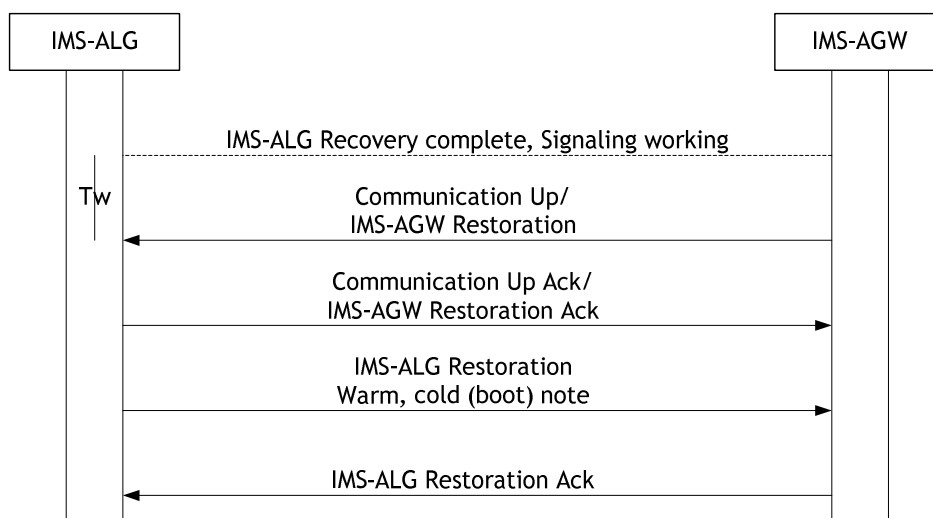 IMS-ALG
IMS-AGW
IMS-ALG Recovery complete, Signaling working
Tw
Communication Up/
IMS-AGW Restoration
Communication Up Ack/
IMS-AGW Restoration Ack
IMS-ALG Restoration
Warm, cold (boot) note
IMS-ALG Restoration Ack